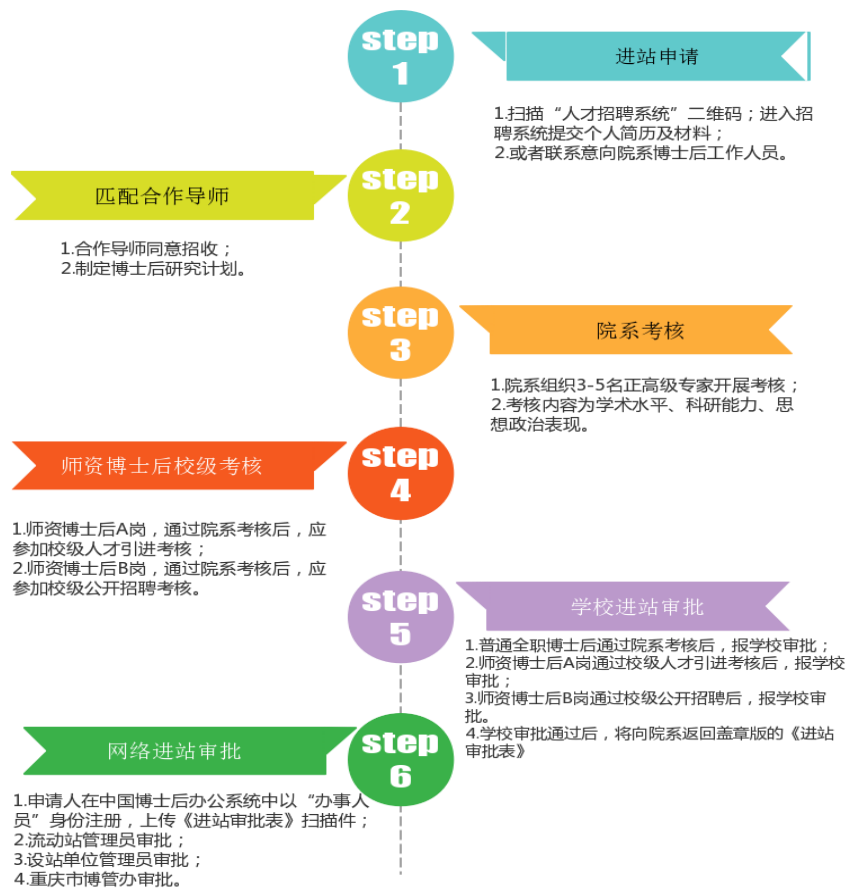 step
1
进站申请
1.扫描“人才招聘系统”二维码；进入招
聘系统提交个人简历及材料；
2.或者联系意向院系博士后工作人员。
step
2
匹配合作导师
1.合作导师同意招收；
2.制定博士后研究计划。
step
3
院系考核
1.院系组织3-5名正高级专家开展考核；
2.考核内容为学术水平、科研能力、思
想政治表现。
step
4
师资博士后校级考核
1.师资博士后A岗，通过院系考核后，应
参加校级人才引进考核；
2.师资博士后B岗，通过院系考核后，应
参加校级公开招聘考核。
step
5
学校进站审批
1.普通全职博士后通过院系考核后，报学校审批；
2.师资博士后A岗通过校级人才引进考核后，报学校
审批；
3.师资博士后B岗通过校级公开招聘后，报学校审
批。
4.学校审批通过后，将向院系返回盖章版的《进站
审批表》
step
6
网络进站审批
1.申请人在中国博士后办公系统中以“办事人
员”身份注册，上传《进站审批表》扫描件；
2.流动站管理员审批；
3.设站单位管理员审批；
4.重庆市博管办审批。